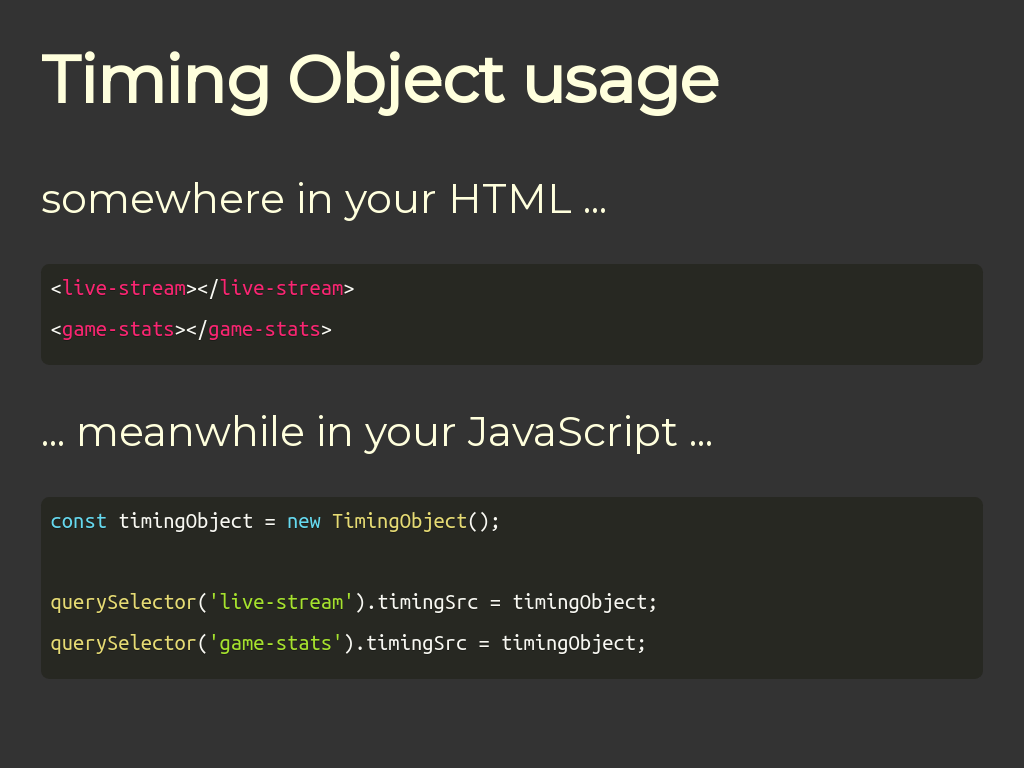 Timing Object usage
somewhere in your HTML ...
<live-stream></live-stream>
<game-stats></game-stats>
... meanwhile in your JavaScript ...
const timingObject = new TimingObject();
querySelector('live-stream').timingSrc = timingObject;
querySelector('game-stats').timingSrc = timingObject;